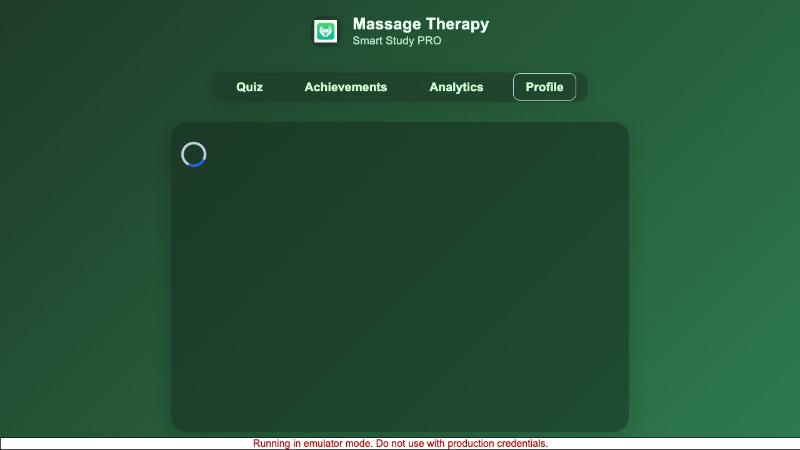 Massage Therapy
Smart Study PRO
Quiz Achievements Analytics Profile
Running in emulator mode. Do not use with production credentials.